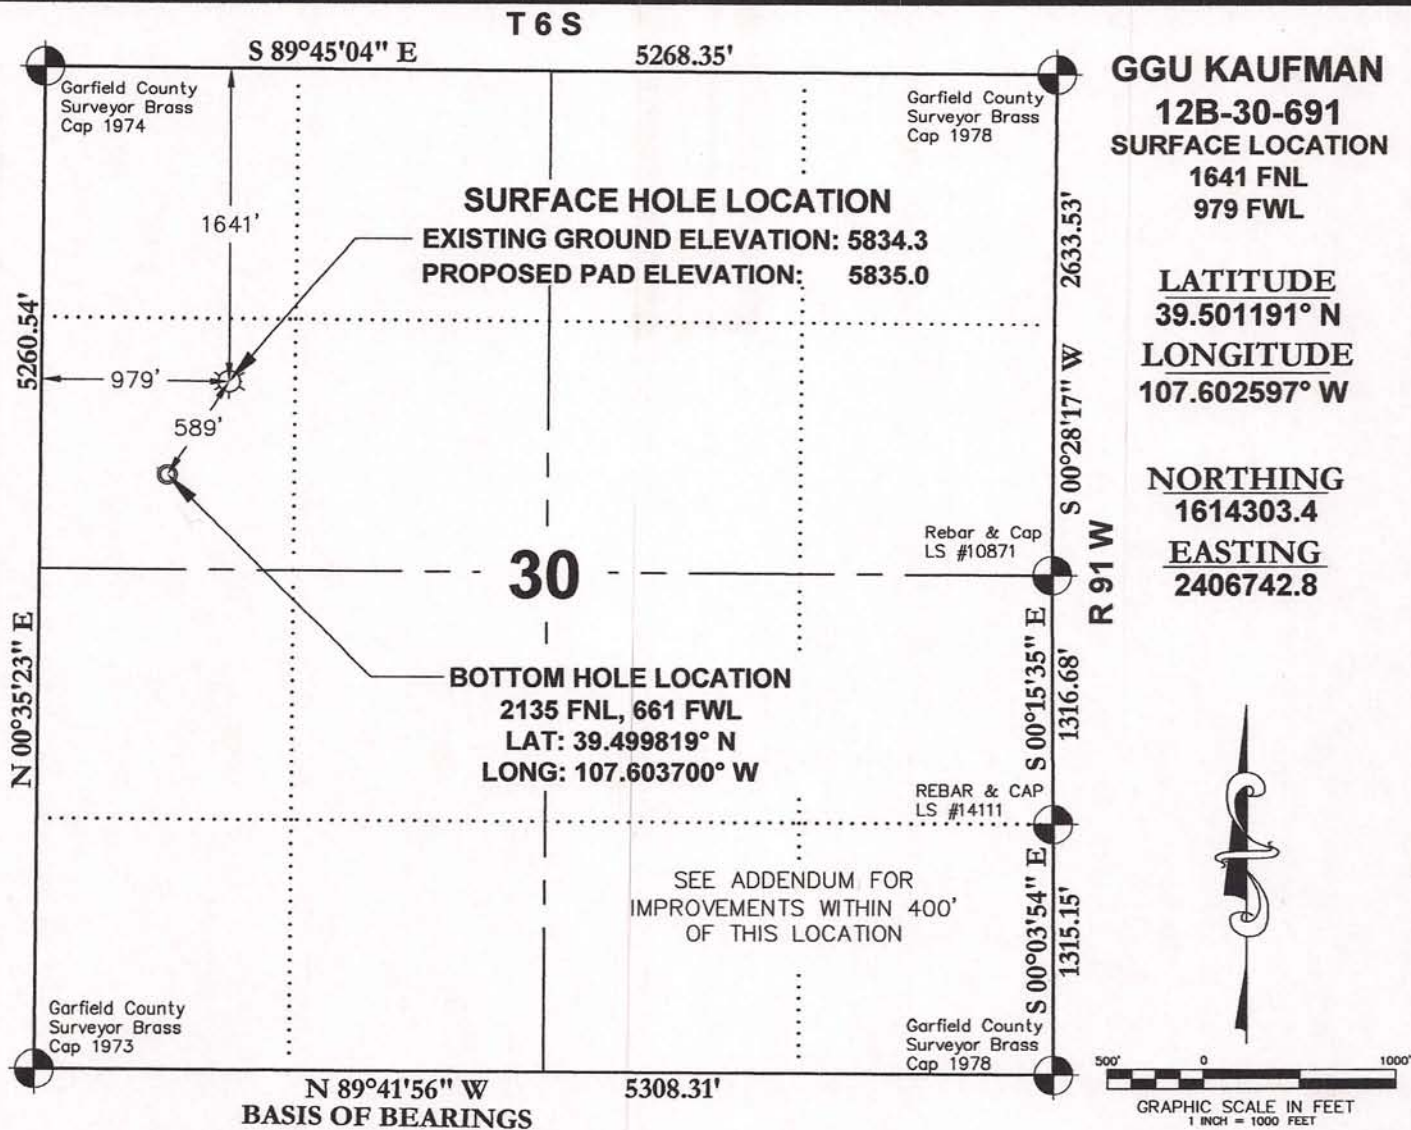 T 6 S
S 89°45'04" E
5268.35'
Garfield County
Surveyor Brass
Cap 1974
Garfield County
Surveyor Brass
Cap 1978
GGU KAUFMAN
12B-30-691
SURFACE LOCATION
1641 FNL
979 FWL
LATITUDE
39.501191° N
LONGITUDE
107.602597° W
NORTHING
1614303.4
EASTING
2406742.8
1641'
SURFACE HOLE LOCATION
EXISTING GROUND ELEVATION: 5834.3
PROPOSED PAD ELEVATION: 5835.0
2633.53'
S 00°28'17" W
5260.54'
N 00°35'23" E
979'
589'
30
Rebar & Cap
LS #10871
R 91 W
BOTTOM HOLE LOCATION
2135 FNL, 661 FWL
LAT: 39.499819° N
LONG: 107.603700° W
S 00°15'35" E
1316.68'
REBAR & CAP
LS #14111
SEE ADDENDUM FOR
IMPROVEMENTS WITHIN 400'
OF THIS LOCATION
S 00°03'54" E
1315.15'
Garfield County
Surveyor Brass
Cap 1973
Garfield County
Surveyor Brass
Cap 1978
N 89°41'56" W
5308.31'
BASIS OF BEARINGS
500' 0 1000'
GRAPHIC SCALE IN FEET
1 INCH = 1000 FEET